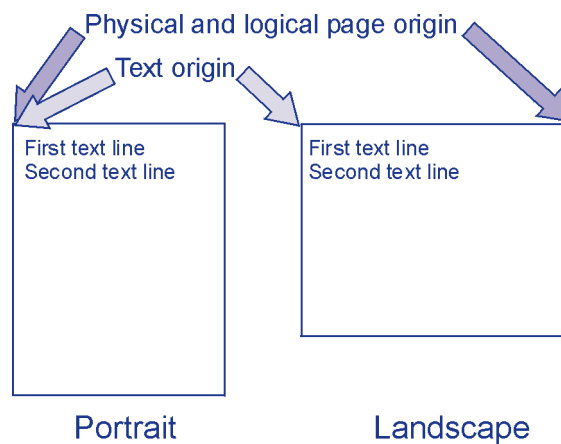 Physical and logical page origin
Text origin
First text line
Second text line
First text line
Second text line
Portrait
Landscape